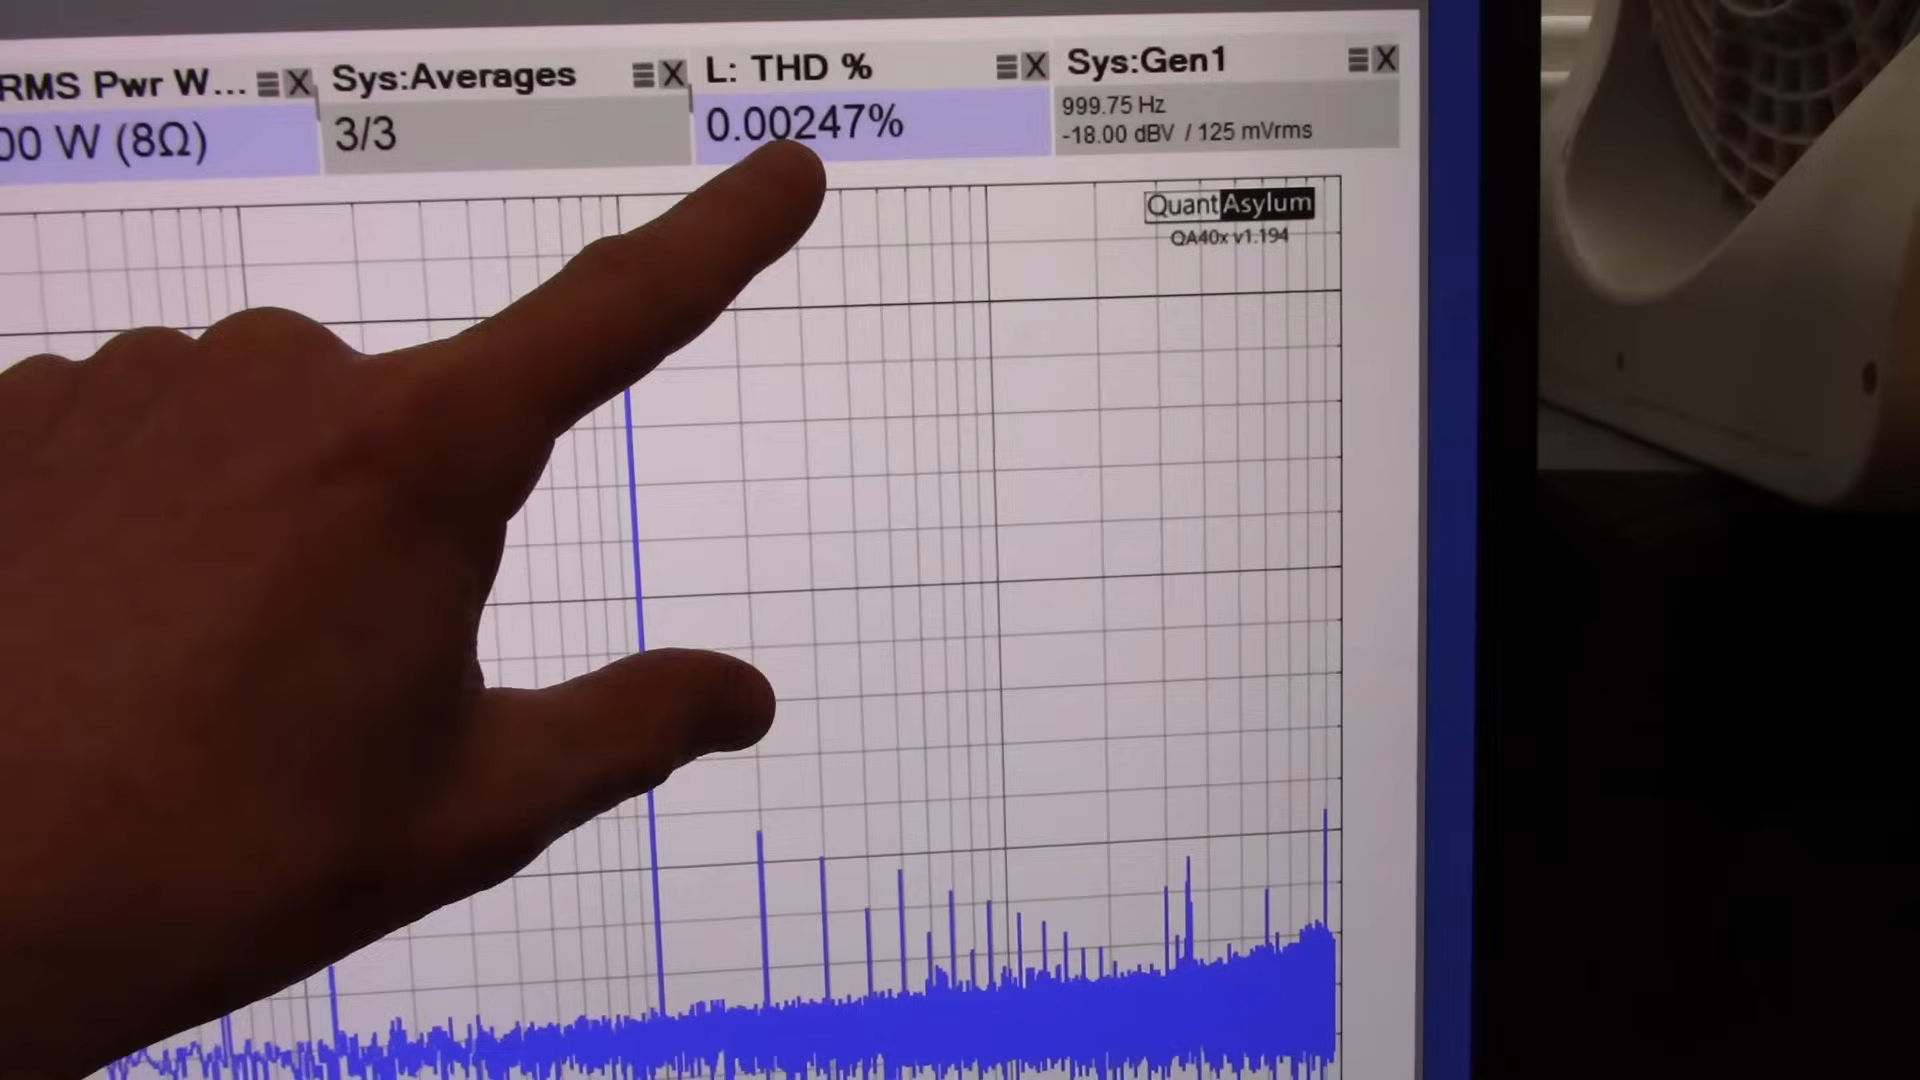 RMS Pwr W...
00 W (8Ω)
Sys:Averages
3/3
L: THD %
0.00247%
Sys:Gen1
999.75 Hz
-18.00 dBV / 125 mVrms
QuantAsylum
QA40x v1.194